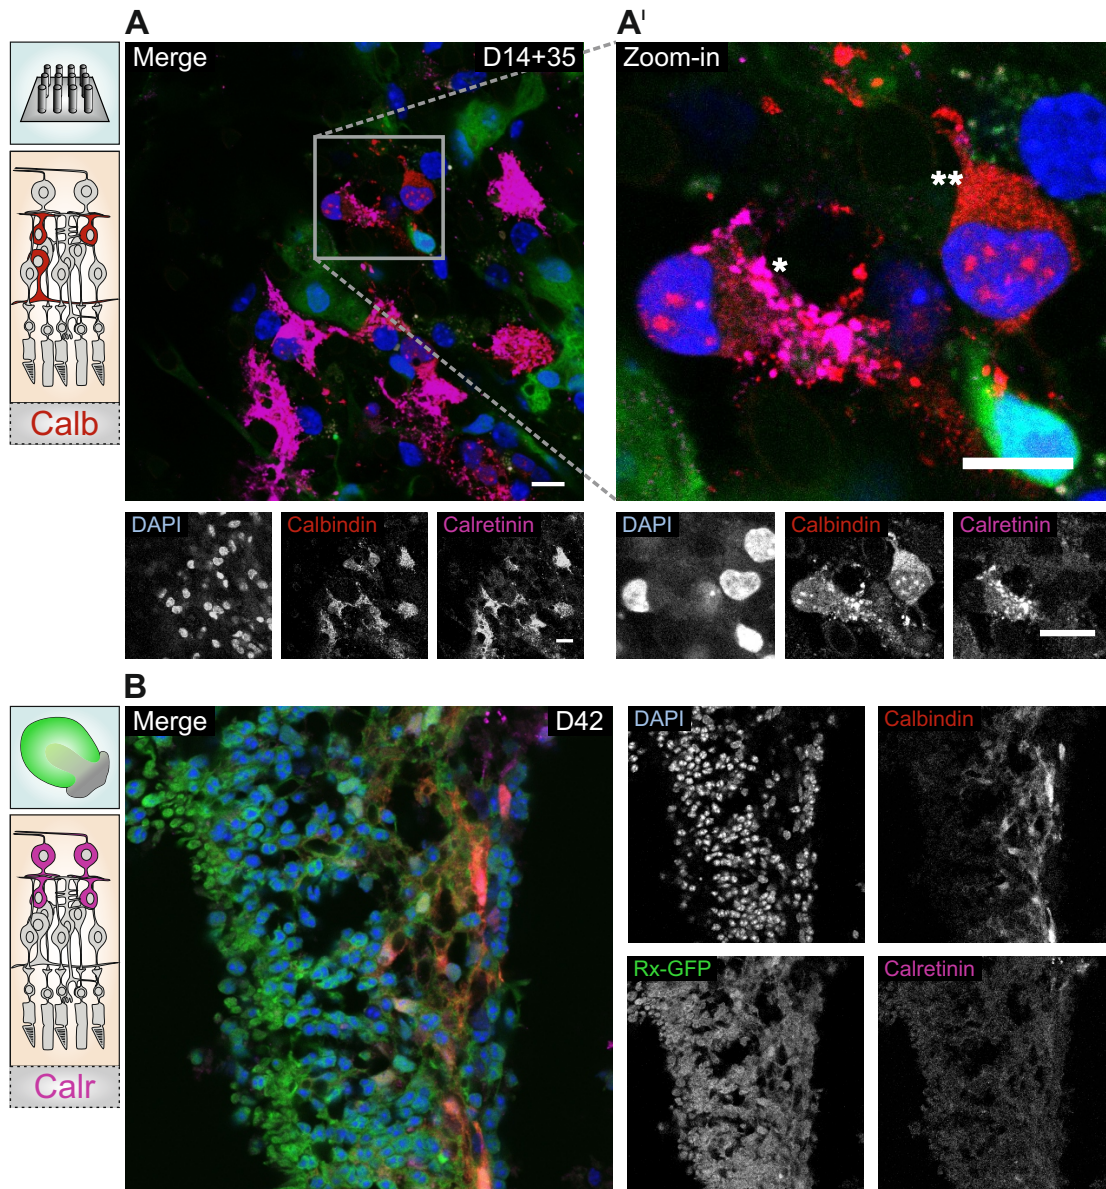 A
A'
Merge
D14+35
Zoom-in
**
*
Calb
DAPI
Calbindin
Calretinin
DAPI
Calbindin
Calretinin
B
Merge
D42
DAPI
Calbindin
Rx-GFP
Calretinin
Calr